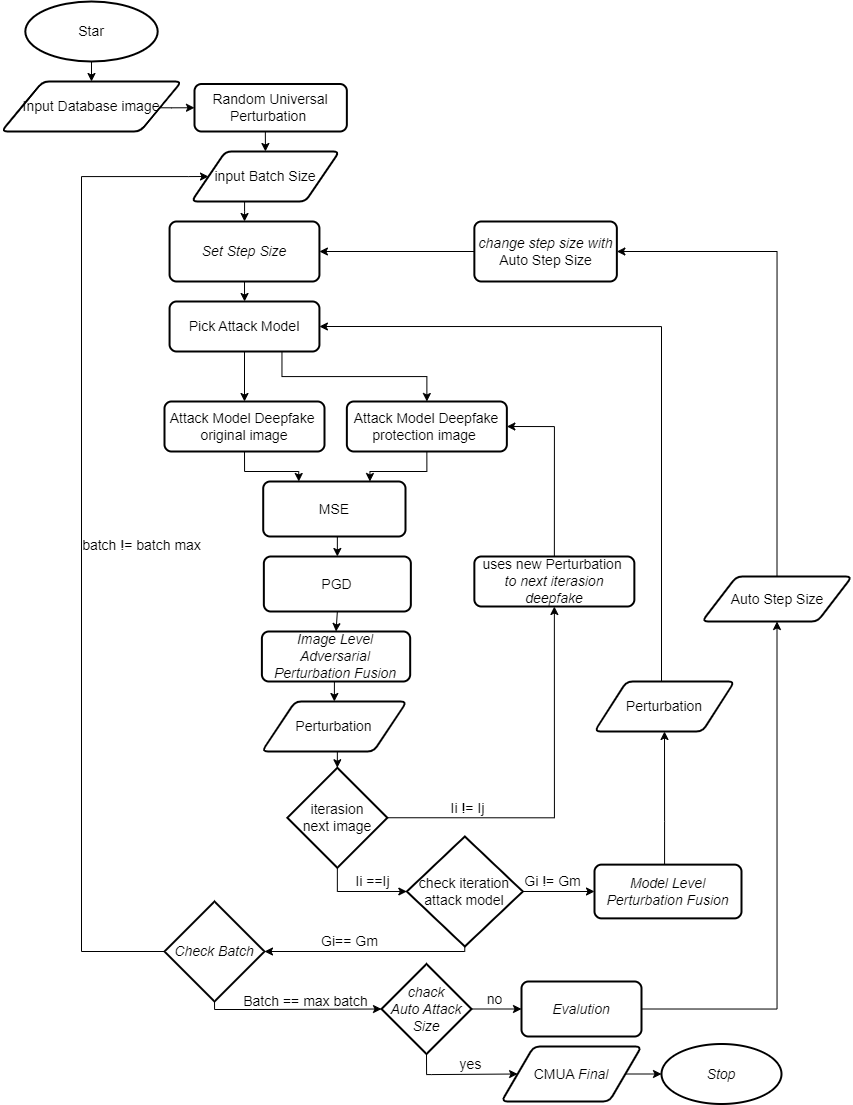 Star
Input Database image
Random Universal
Perturbation
input Batch Size
Set Step Size
change step size with
Auto Step Size
Pick Attack Model
Attack Model Deepfake
original image
Attack Model Deepfake
protection image
MSE
batch != batch max
PGD
uses new Perturbation
to next iterasion
deepfake
Auto Step Size
Image Level
Adversarial
Perturbation Fusion
Perturbation
Perturbation
iterasion
next image
Ii != Ij
Ii ==Ij
check iteration
attack model
Gi != Gm
Model Level
Perturbation Fusion
Gi== Gm
Check Batch
Batch == max batch
chack
Auto Attack
Size
no
Evalution
yes
CMUA Final
Stop